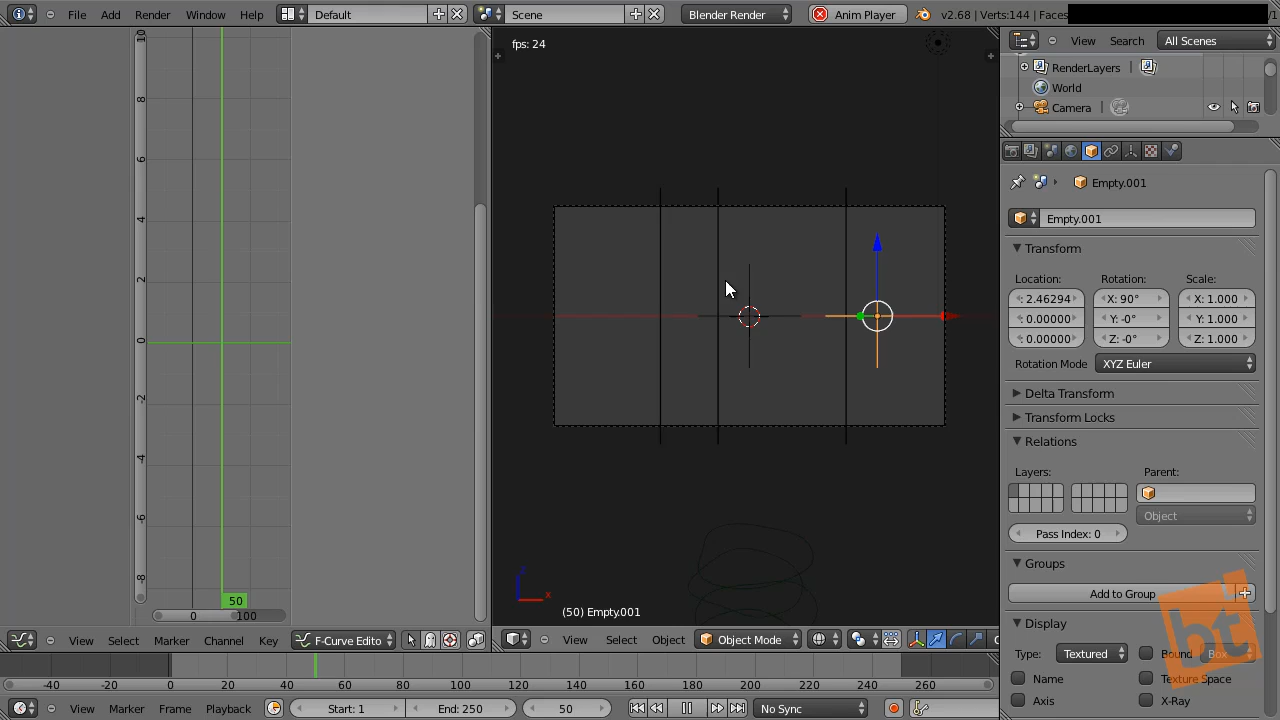 File Add Render Window Help Default Scene Blender Render Anim Player v2.68 | Verts:144 | Faces
fps: 24
View Search All Scenes
RenderLayers
World
Camera
Empty.001
Empty.001
Transform
Location: Rotation: Scale:
: 2.46294 X: 90° X: 1.000
: 0.00000 Y: -0° Y: 1.000
: 0.00000 Z: -0° Z: 1.000
Rotation Mode XYZ Euler
Delta Transform
Transform Locks
Relations
Layers: Parent:
Object
Pass Index: 0
Groups
Add to Group
Display
Type: Textured Bound Box
Name Texture Space
Axis X-Ray
bt
10
8
6
4
2
0
-2
-4
-6
-8
50
0 100
z
x
(50) Empty.001
View Select Marker Channel Key F-Curve Edito
View Select Object Object Mode
-40 -20 0 20 40 60 80 100 120 140 160 180 200 220 240 260
View Marker Frame Playback Start: 1 End: 250 50 No Sync